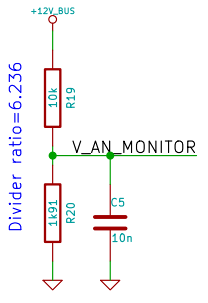 +12V_BUS
Divider ratio=6.236
10k
R19
V_AN_MONITOR
1k91
R20
C5
10n